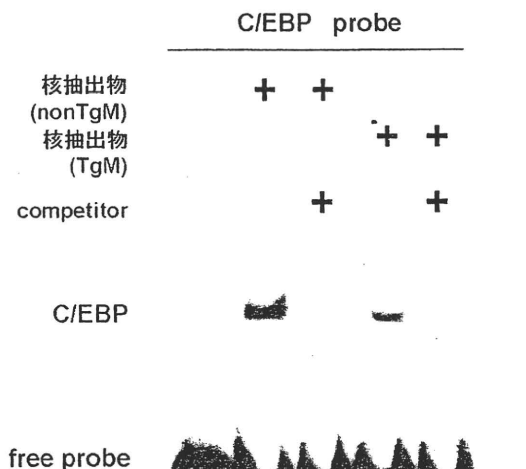 C/EBP probe
核抽出物
(nonTgM)
+ +
核抽出物
(TgM)
+ +
competitor
+ +
C/EBP
free probe